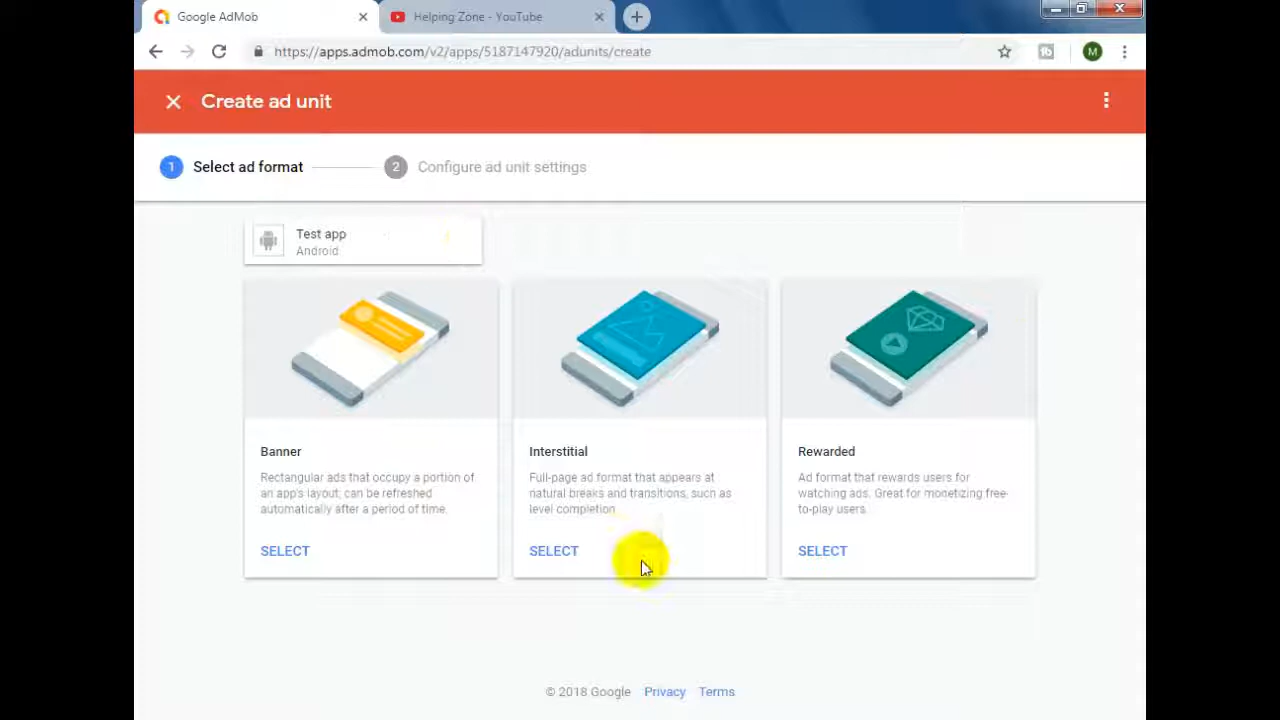 Google AdMob
Helping Zone - YouTube
https://apps.admob.com/v2/apps/5187147920/adunits/create
M
Create ad unit
1 Select ad format
2 Configure ad unit settings
Test app
Android
Banner
Rectangular ads that occupy a portion of
an app's layout; can be refreshed
automatically after a period of time.
SELECT
Interstitial
Full-page ad format that appears at
natural breaks and transitions, such as
level completion.
SELECT
Rewarded
Ad format that rewards users for
watching ads. Great for monetizing free-
to-play users.
SELECT
© 2018 Google Privacy Terms